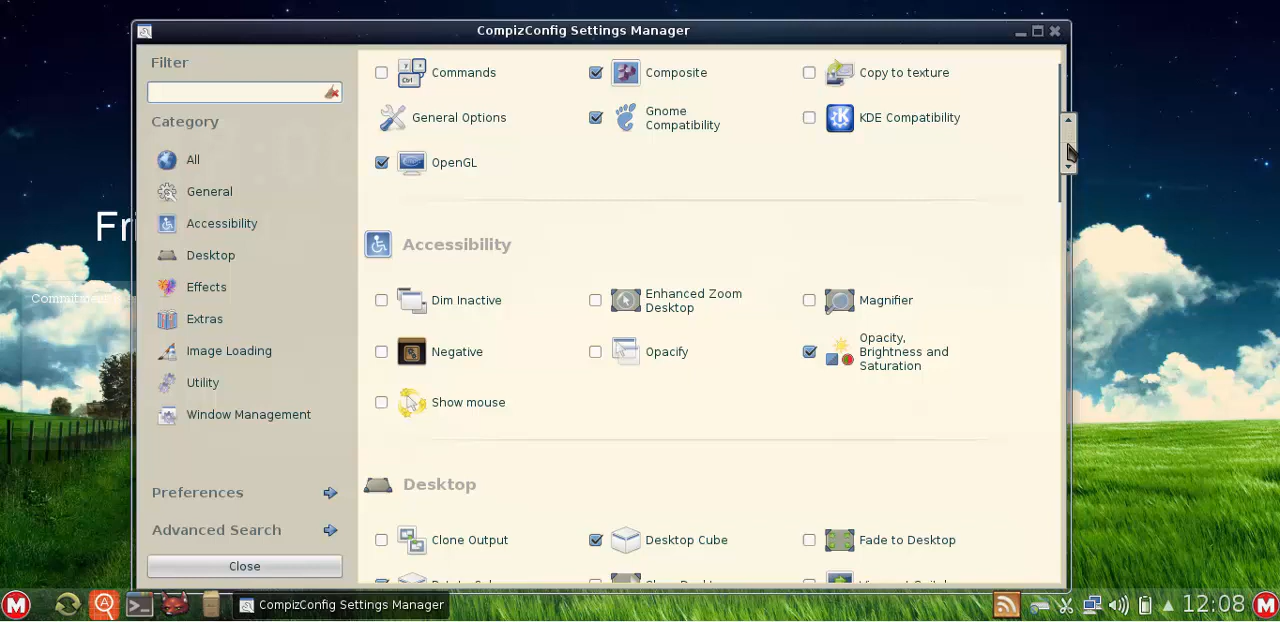 CompizConfig Settings Manager
Filter
Category
All
General
Accessibility
Desktop
Effects
Extras
Image Loading
Utility
Window Management
Preferences
Advanced Search
Close
Commands
Composite
Copy to texture
General Options
Gnome
Compatibility
KDE Compatibility
OpenGL
Accessibility
Dim Inactive
Enhanced Zoom
Desktop
Magnifier
Negative
Opacify
Opacity,
Brightness and
Saturation
Show mouse
Desktop
Clone Output
Desktop Cube
Fade to Desktop
Fri
CompizConfig Settings Manager
12:08